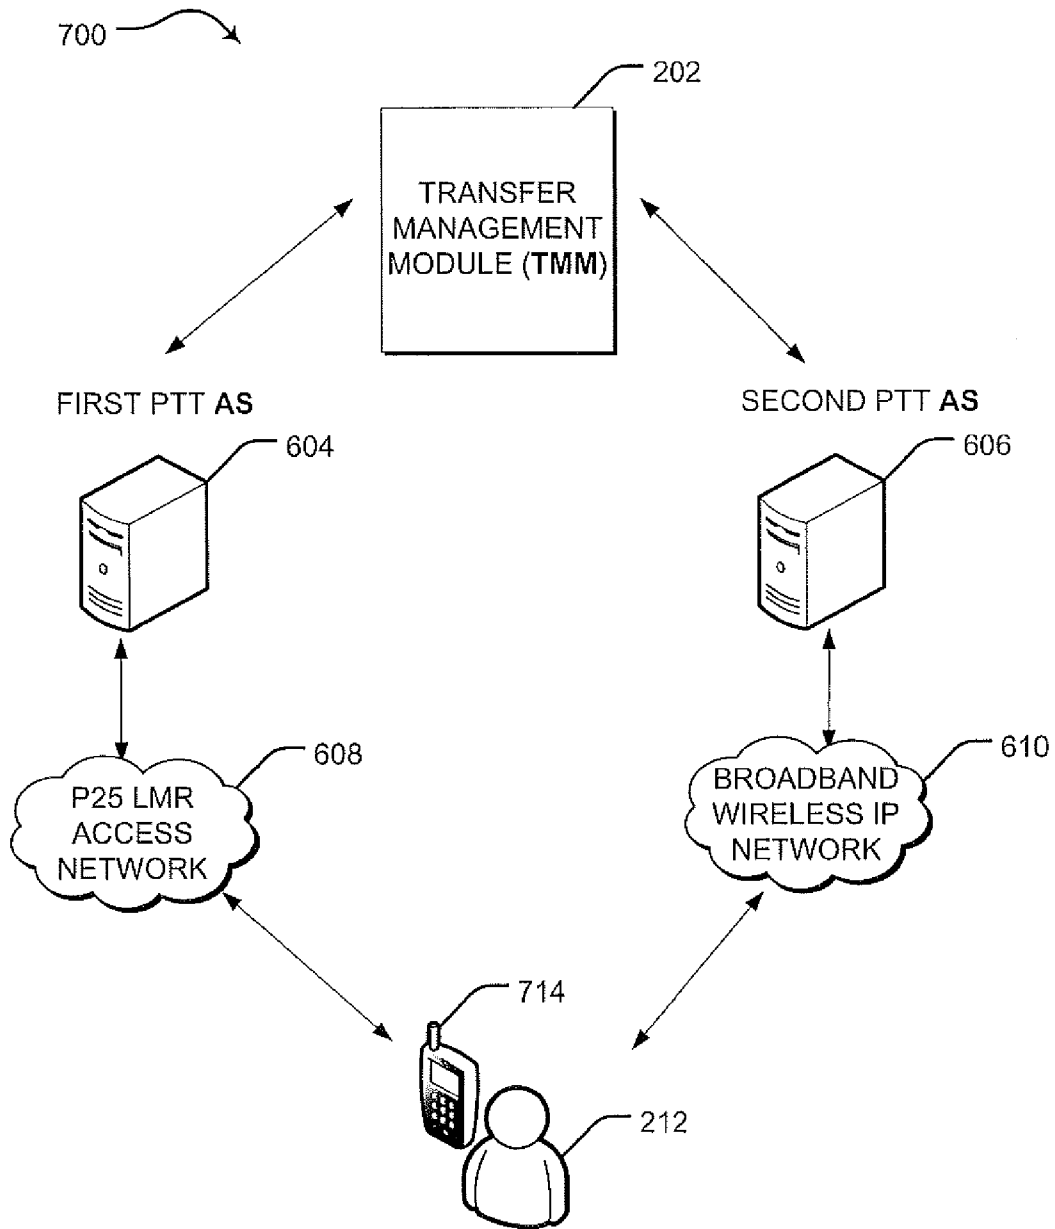 700
202
TRANSFER
MANAGEMENT
MODULE (TMM)
FIRST PTT AS
SECOND PTT AS
604
606
608
610
P25 LMR
ACCESS
NETWORK
BROADBAND
WIRELESS IP
NETWORK
714
212